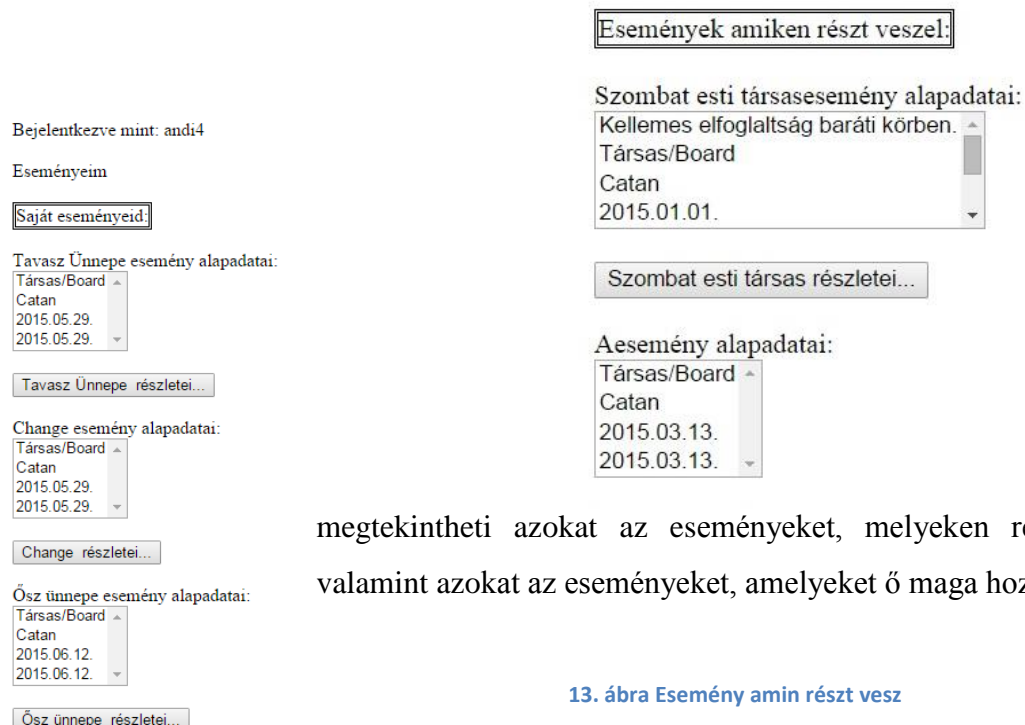 Bejelentkezve mint: andi4
Eseményeim
Saját eseményeid:
Tavasz Ünnepe esemény alapadatai:
Társas/Board
Catan
2015.05.29.
2015.05.29.
Tavasz Ünnepe részletei...
Change esemény alapadatai:
Társas/Board
Catan
2015.05.29.
2015.05.29.
Change részletei...
Ősz ünnepe esemény alapadatai:
Társas/Board
Catan
2015.06.12.
2015.06.12.
Ősz ünnepe részletei...
Események amiken részt veszel:
Szombat esti társasesemény alapadatai:
Kellemes elfoglaltság baráti körben.
Társas/Board
Catan
2015.01.01.
Szombat esti társas részletei...
Aesemény alapadatai:
Társas/Board
Catan
2015.03.13.
2015.03.13.
megtekintheti azokat az eseményeket, melyeken
valamint azokat az eseményeket, amelyeket ő maga hoz
13. ábra Esemény amin részt vesz